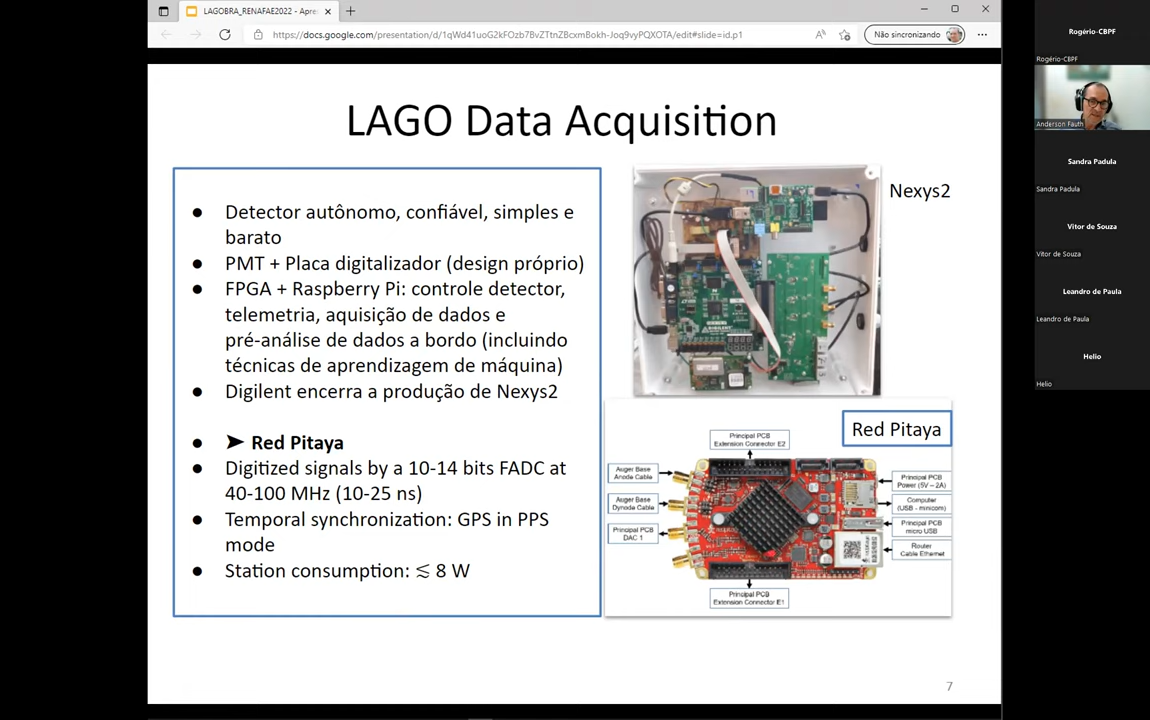 LAGOBRA_RENAFAE2022 - Apre
https://docs.google.com/presentation/d/1qWd41uoG2kFOzb7BvZTtnZBcxmBokh-Joq9vyPQXOTA/edit#slide=id.p1
Não sincronizando
LAGO Data Acquisition
● Detector autônomo, confiável, simples e
barato
● PMT + Placa digitalizador (design próprio)
● FPGA + Raspberry Pi: controle detector,
telemetria, aquisição de dados e
pré-análise de dados a bordo (incluindo
técnicas de aprendizagem de máquina)
● Digilent encerra a produção de Nexys2
● ➤ Red Pitaya
● Digitized signals by a 10-14 bits FADC at
40-100 MHz (10-25 ns)
● Temporal synchronization: GPS in PPS
mode
● Station consumption: ≲ 8 W
Nexys2
Red Pitaya
Principal PCB
Extension Connector E2
Auger Base
Anode Cable
Auger Base
Dynode Cable
Principal PCB
DAC 1
Principal PCB
Power (5V – 2A)
Computer
(USB - minicom)
Principal PCB
micro USB
Router
Cable Ethernet
Principal PCB
Extension Connector E1
7
Rogério-CBPF
Rogério-CBPF
Anderson Fauth
Sandra Padula
Sandra Padula
Vitor de Souza
Vitor de Souza
Leandro de Paula
Leandro de Paula
Helio
Helio